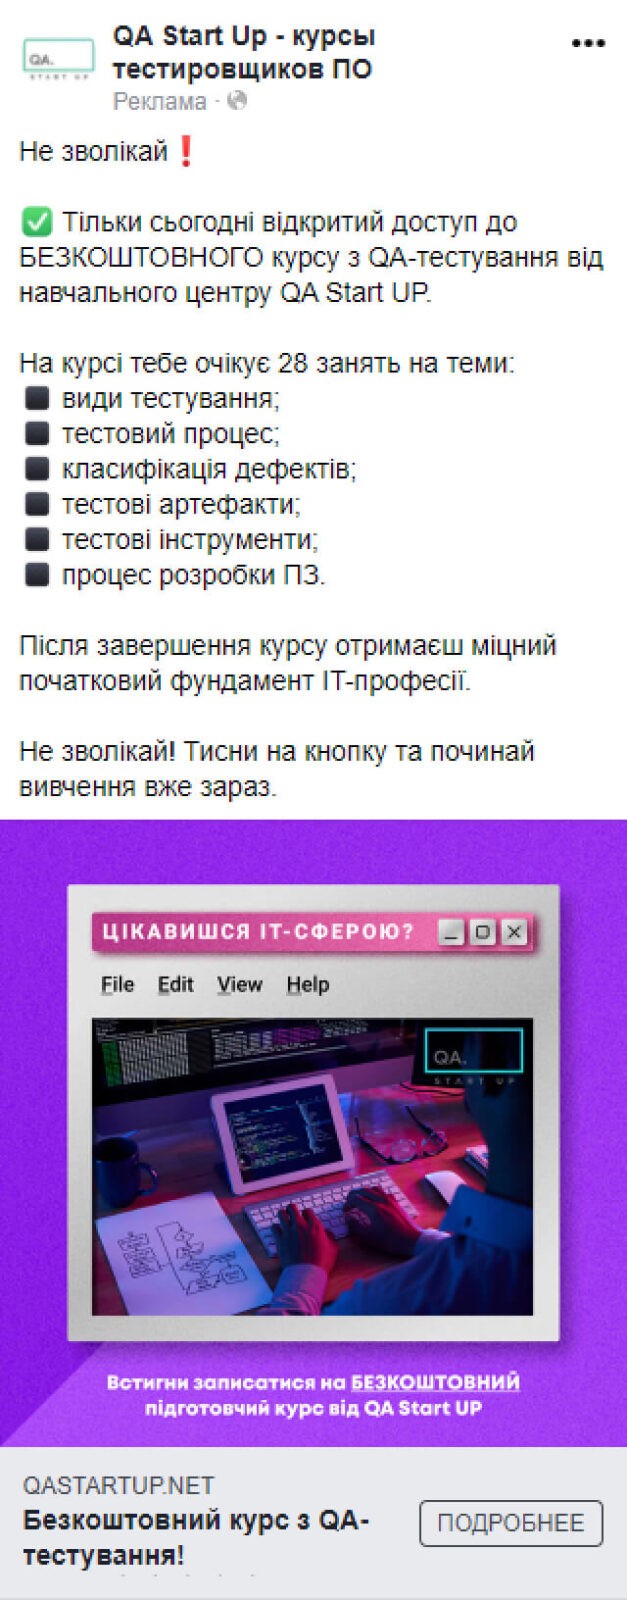 QA.
START UP
QA Start Up - курсы
тестировщиков ПО
Реклама ·
Не зволікай❗
✅ Тільки сьогодні відкритий доступ до
БЕЗКОШТОВНОГО курсу з QA-тестування від
навчального центру QA Start UP.
На курсі тебе очікує 28 занять на теми:
◾ види тестування;
◾ тестовий процес;
◾ класифікація дефектів;
◾ тестові артефакти;
◾ тестові інструменти;
◾ процес розробки ПЗ.
Після завершення курсу отримаєш міцний
початковий фундамент ІТ-професії.
Не зволікай! Тисни на кнопку та починай
вивчення вже зараз.
ЦІКАВИШСЯ ІТ-СФЕРОЮ?
File Edit View Help
QA.
START UP
Встигни записатися на БЕЗКОШТОВНИЙ
підготовчий курс від QA Start UP
QASTARTUP.NET
Безкоштовний курс з QA-
тестування!
ПОДРОБНЕЕ